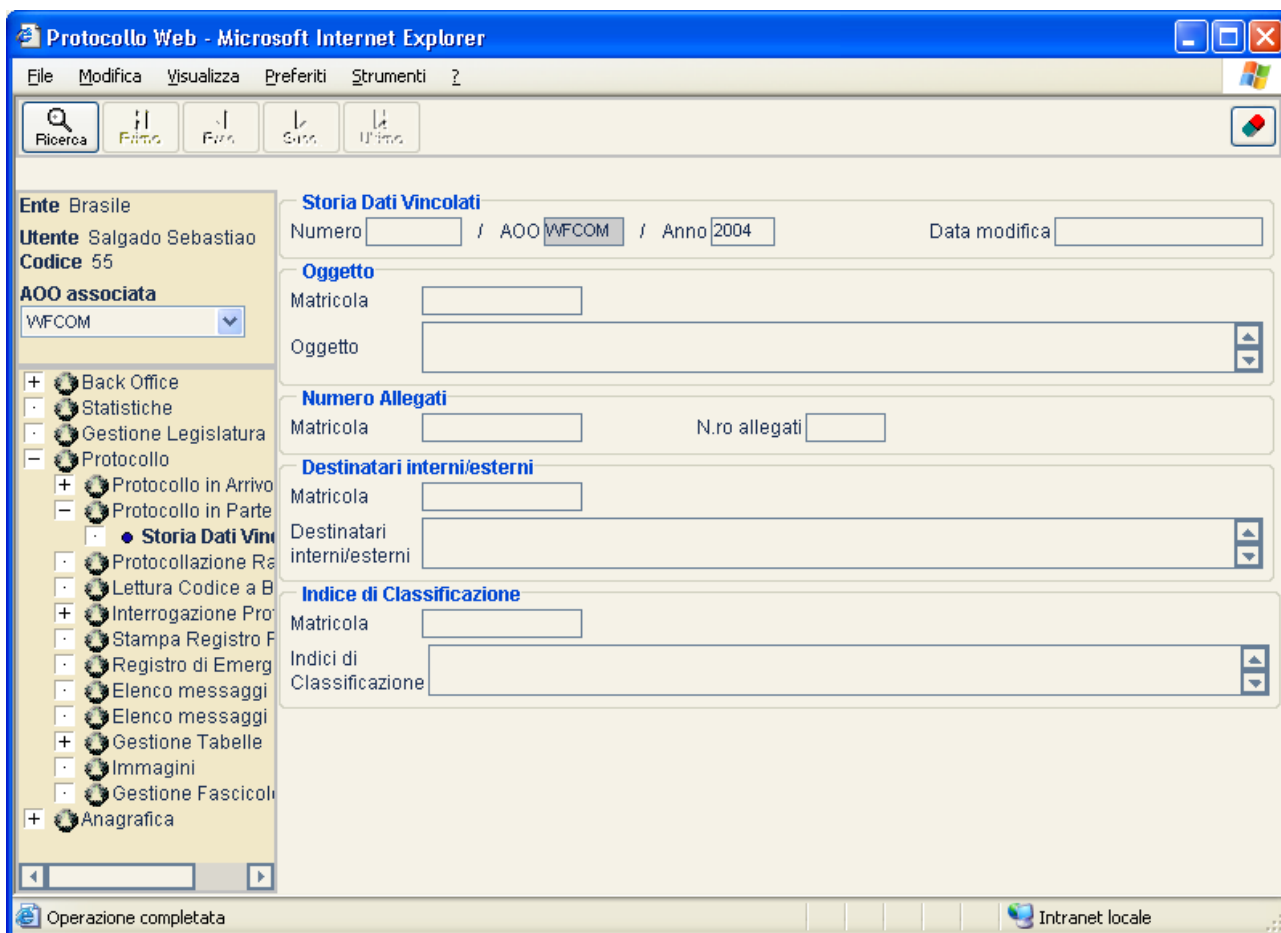 Protocollo Web - Microsoft Internet Explorer
File Modifica Visualizza Preferiti Strumenti ?
Ricerca Primo Prec. Succ. Ultimo
Ente Brasile
Utente Salgado Sebastiao
Codice 55
AOO associata
WFCOM
Back Office
Statistiche
Gestione Legislatura
Protocollo
Protocollo in Arrivo
Protocollo in Parte
Storia Dati Vin
Protocollazione Ra
Lettura Codice a B
Interrogazione Pro
Stampa Registro
Registro di Emerg
Elenco messaggi
Elenco messaggi
Gestione Tabelle
Immagini
Gestione Fascicol
Anagrafica
Storia Dati Vincolati
Numero / AOO WFCOM / Anno 2004 Data modifica
Oggetto
Matricola
Oggetto
Numero Allegati
Matricola N.ro allegati
Destinatari interni/esterni
Matricola
Destinatari
interni/esterni
Indice di Classificazione
Matricola
Indici di
Classificazione
Operazione completata Intranet locale